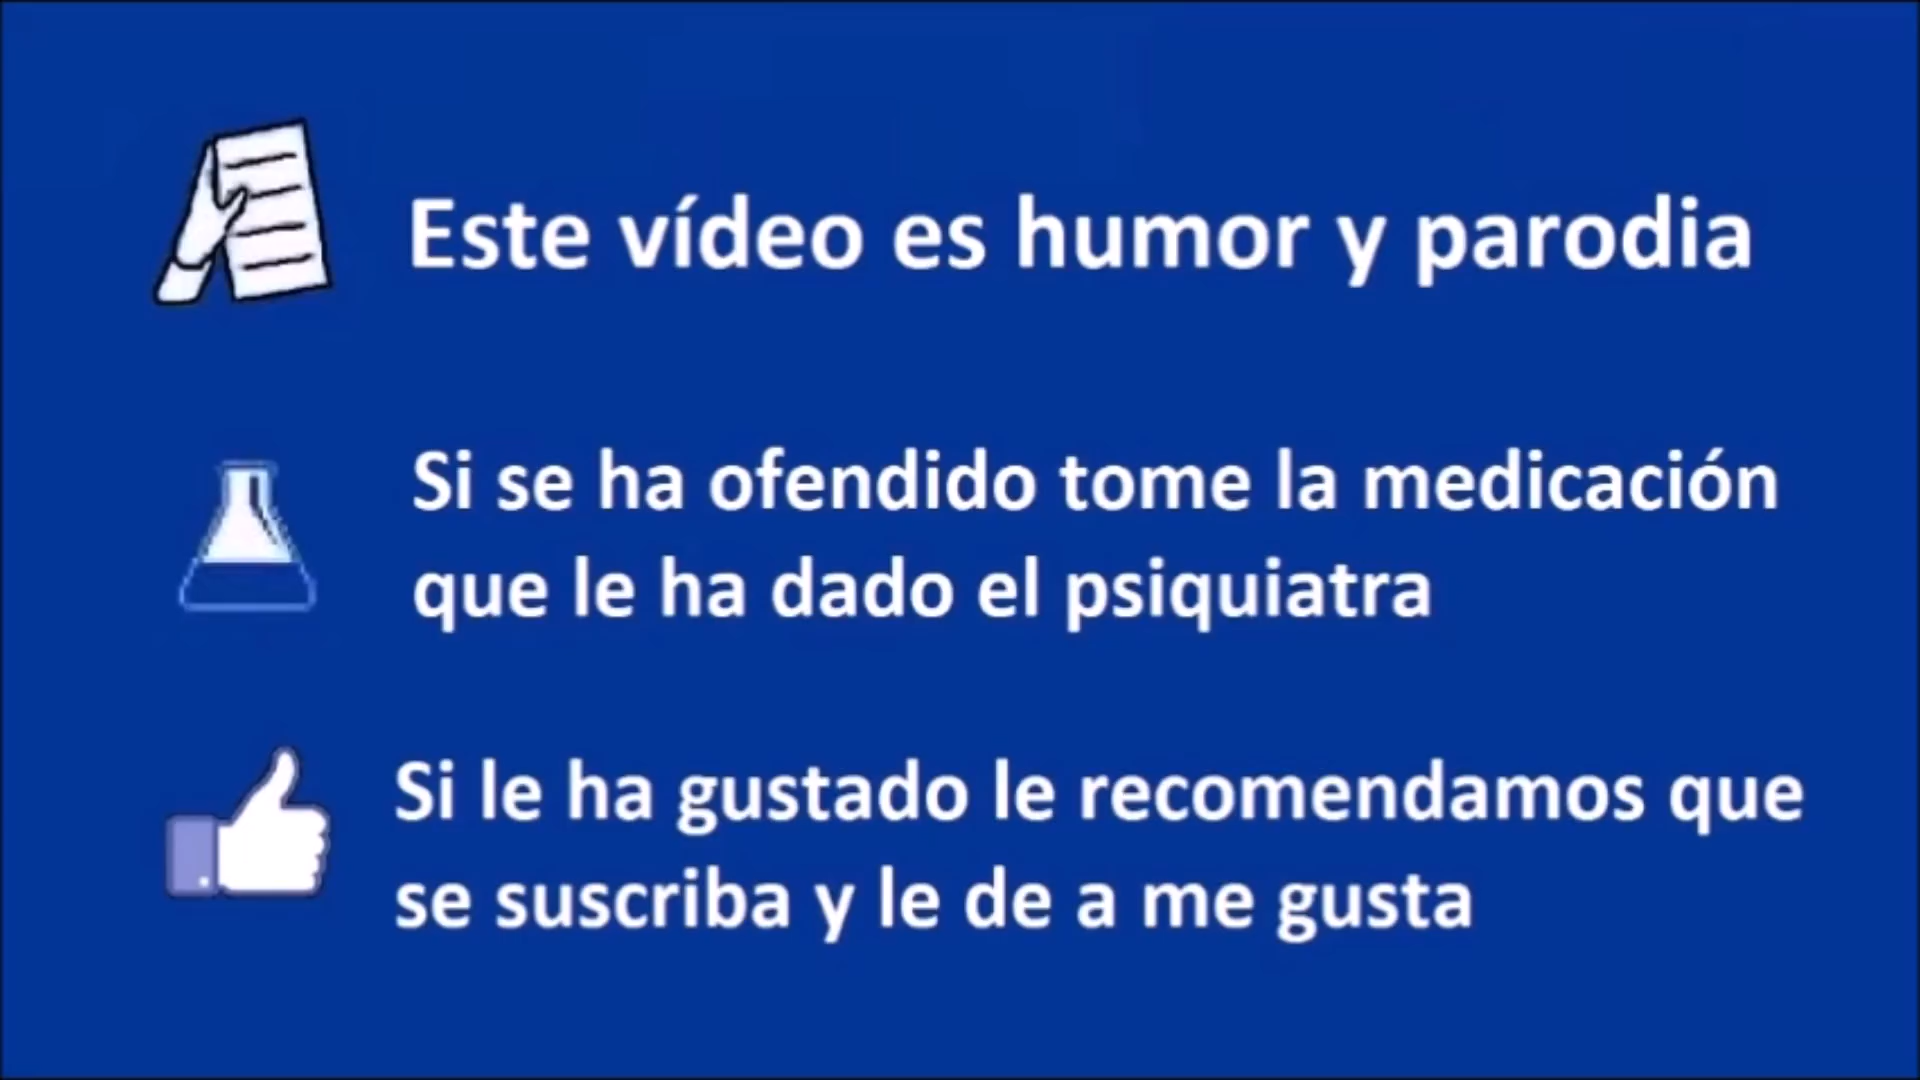 Este vídeo es humor y parodia
Si se ha ofendido tome la medicación
que le ha dado el psiquiatra
Si le ha gustado le recomendamos que
se suscriba y le de a me gusta